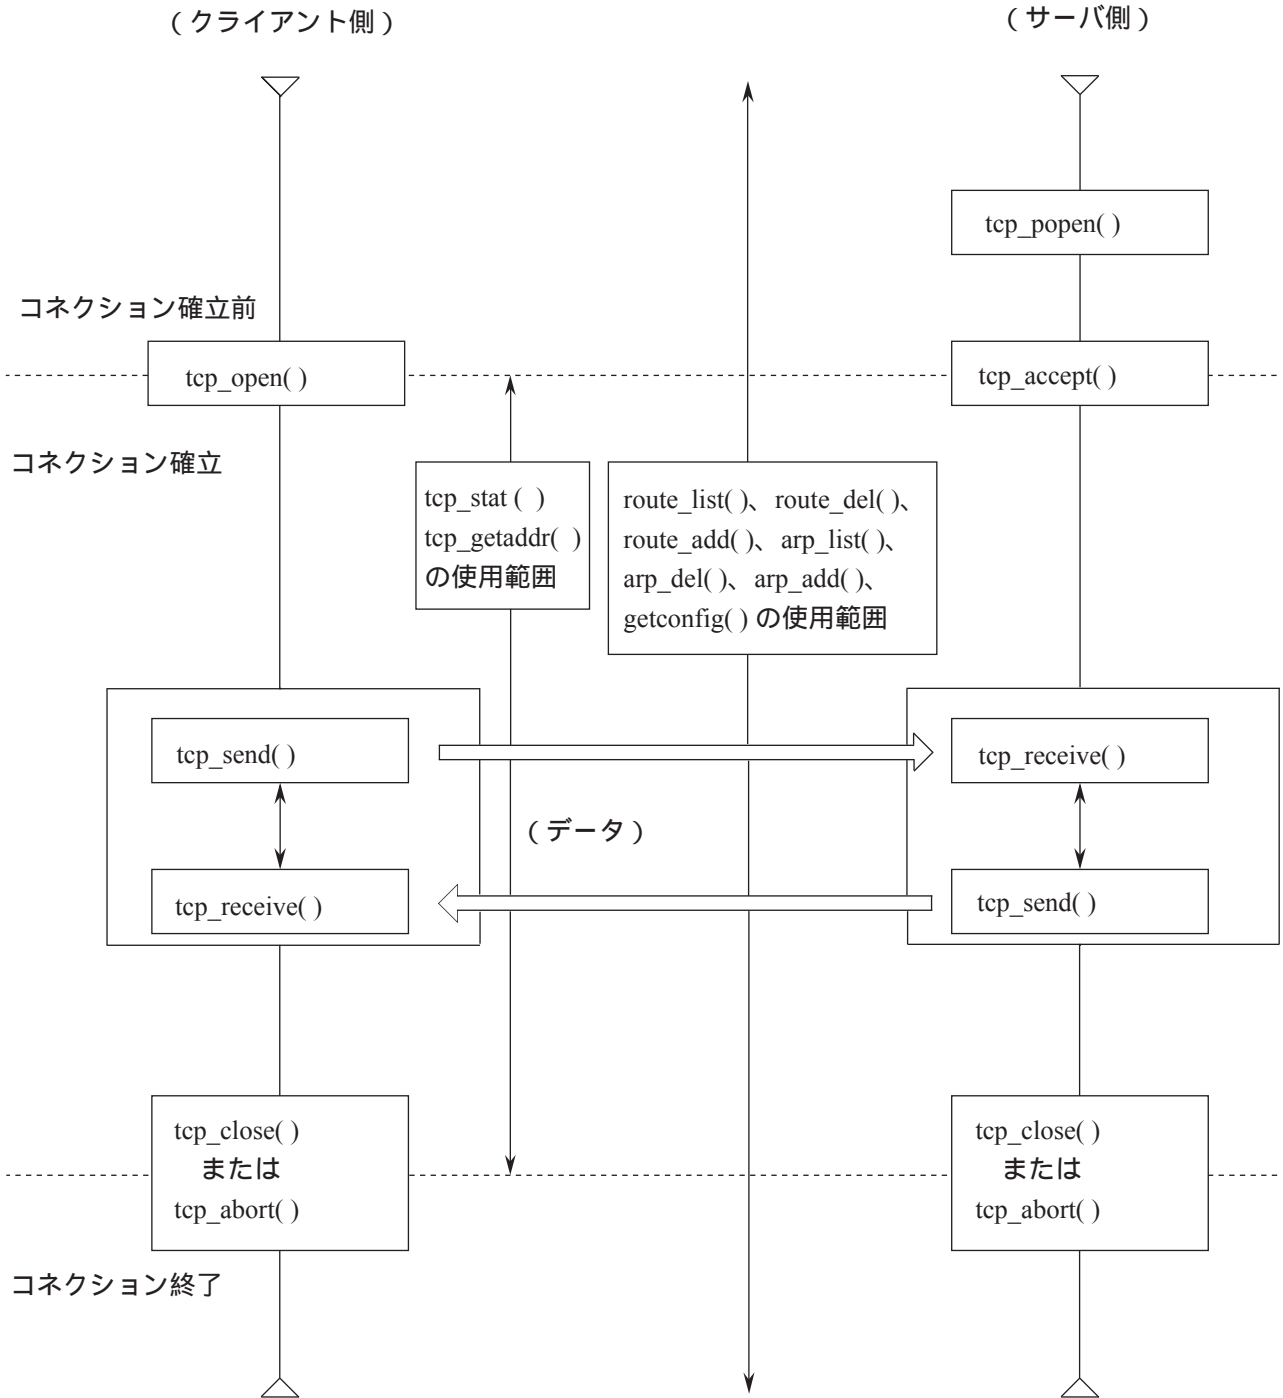 （クライアント側）
（サーバ側）
tcp_popen( )
コネクション確立前
tcp_open( )
tcp_accept( )
コネクション確立
tcp_stat ( )
tcp_getaddr( )
の使用範囲
route_list( )、route_del( )、
route_add( )、arp_list( )、
arp_del( )、arp_add( )、
getconfig( ) の使用範囲
tcp_send( )
tcp_receive( )
（データ）
tcp_receive( )
tcp_send( )
tcp_close( )
または
tcp_abort( )
tcp_close( )
または
tcp_abort( )
コネクション終了